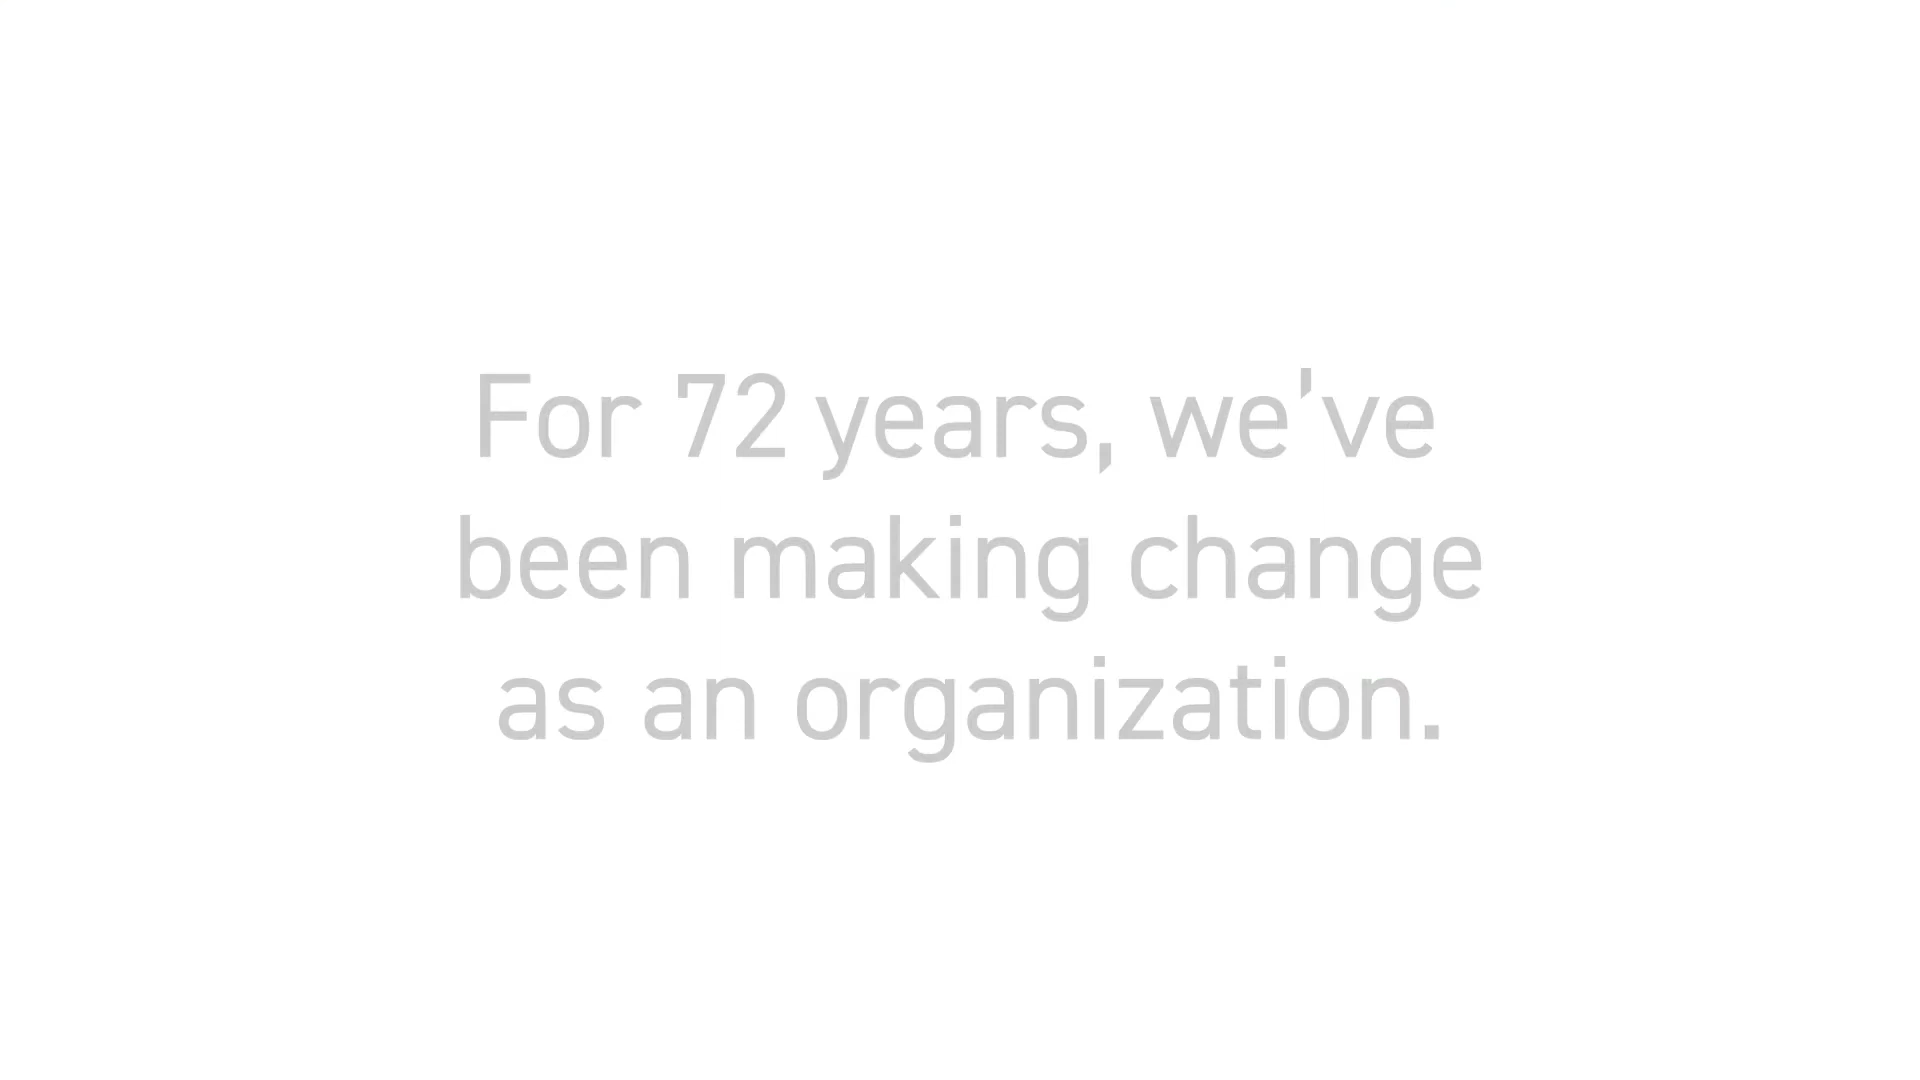 For 72 years, we've
been making change
as an organization.